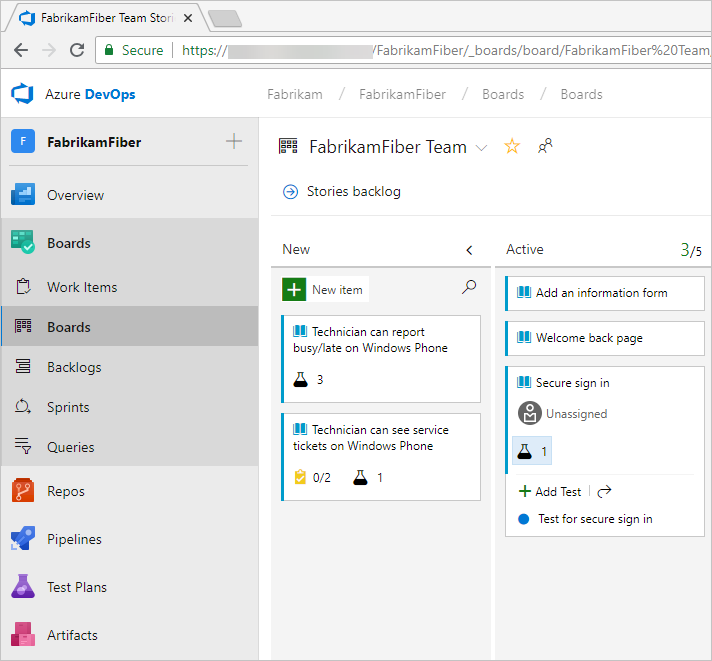 FabrikamFiber Team Stori
Secure
https://
/FabrikamFiber/_boards/board/FabrikamFiber%20Team
Azure DevOps
Fabrikam / FabrikamFiber / Boards / Boards
F FabrikamFiber
FabrikamFiber Team
Overview
Stories backlog
Boards
Work Items
Boards
Backlogs
Sprints
Queries
Repos
Pipelines
Test Plans
Artifacts
New
New item
Technician can report
busy/late on Windows Phone
3
Technician can see service
tickets on Windows Phone
0/2 1
Active 3/5
Add an information form
Welcome back page
Secure sign in
Unassigned
1
Add Test
Test for secure sign in